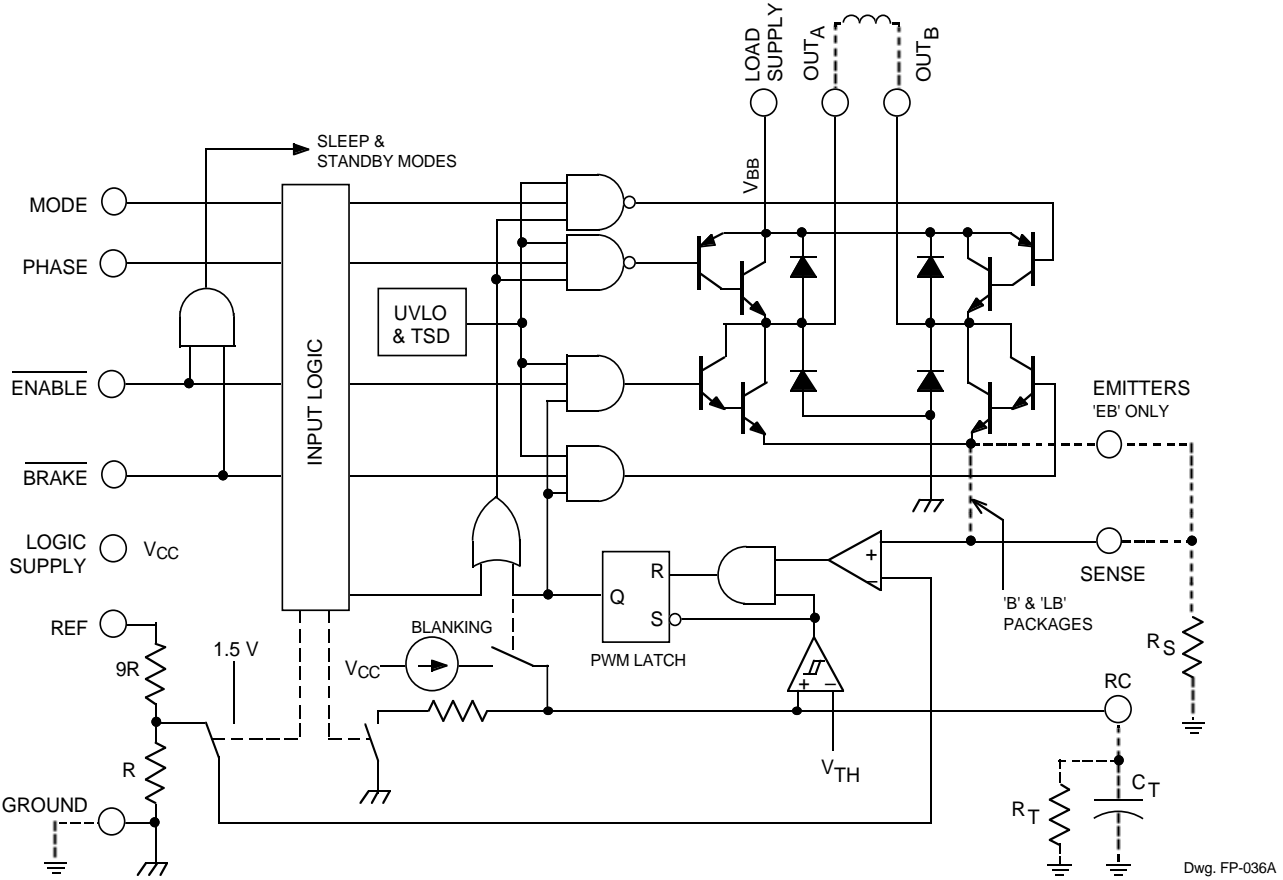 LOAD
SUPPLY
OUTA
OUTB
SLEEP &
STANDBY MODES
VBB
MODE
PHASE
UVLO
& TSD
INPUT LOGIC
ENABLE
EMITTERS
'EB' ONLY
BRAKE
LOGIC
SUPPLY
VCC
Q
R
S
PWM LATCH
+
–
SENSE
'B' & 'LB'
PACKAGES
REF
BLANKING
9R
1.5 V
VCC
+
–
RS
RC
R
VTH
GROUND
RT
CT
Dwg. FP-036A